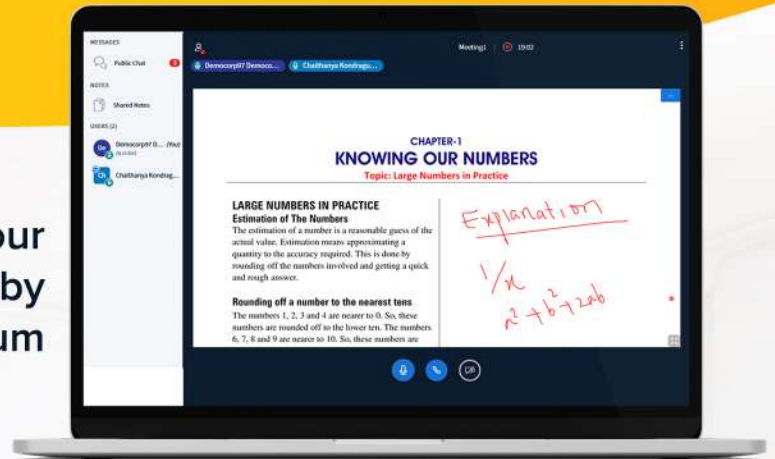 our
by
um
MESSAGES
Public Chat
NOTES
Shared Notes
USERS (2)
De
Democorp97 D... (You)
Ch
Chaithanya Kondrag...
Meeting1 19:02
Democorp97 Democo... Chaithanya Kondragu...
CHAPTER-1
KNOWING OUR NUMBERS
Topic: Large Numbers in Practice
LARGE NUMBERS IN PRACTICE
Estimation of The Numbers
The estimation of a number is a reasonable guess of the
actual value. Estimation means approximating a
quantity to the accuracy required. This is done by
rounding off the numbers involved and getting a quick
and rough answer.
Rounding off a number to the nearest tens
The numbers 1, 2, 3 and 4 are nearer to 0. So, these
numbers are rounded off to the lower ten. The numbers
6, 7, 8 and 9 are nearer to 10. So, these numbers are
Explanation
1/x
a²+b²+2ab